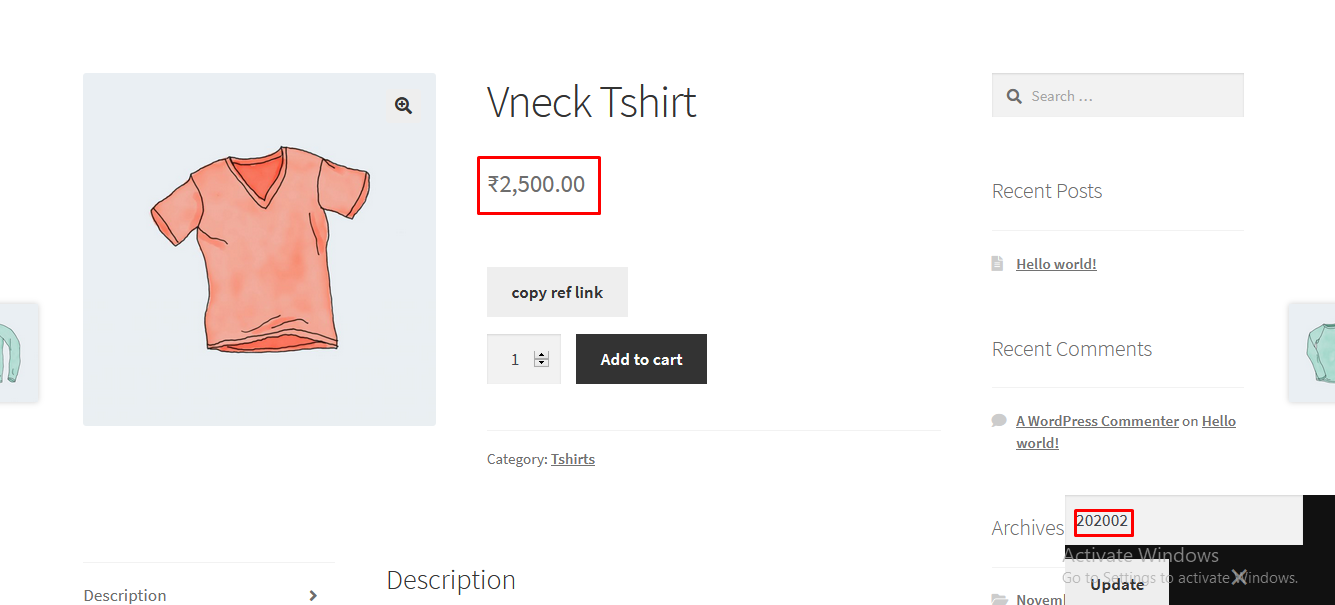 Vneck Tshirt
₹2,500.00
copy ref link
1
Add to cart
Category: Tshirts
Search …
Recent Posts
Hello world!
Recent Comments
A WordPress Commenter on Hello
world!
Archives
202002
Activate Windows
Go to Settings to activate Windows.
Update
Description
Description